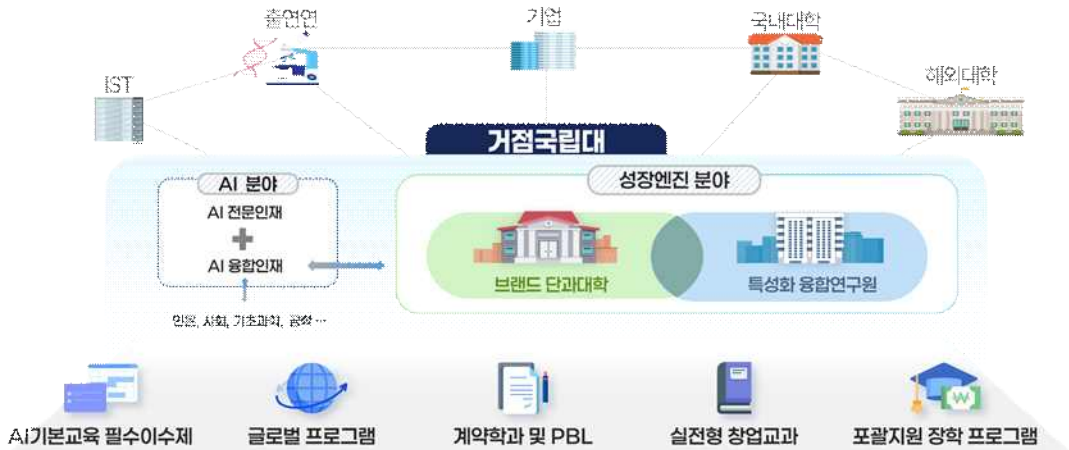 출연연
기업
국내대학
해외대학
IST
거점국립대
AI 분야
성장엔진 분야
AI 전문인재
AI 융합인재
브랜드 단과대학
특성화 융합연구원
인문, 사회, 기초과학, 공학 ...
AI기본교육 필수이수제
글로벌 프로그램
계약학과 및 PBL
실전형 창업교과
포괄지원 장학 프로그램